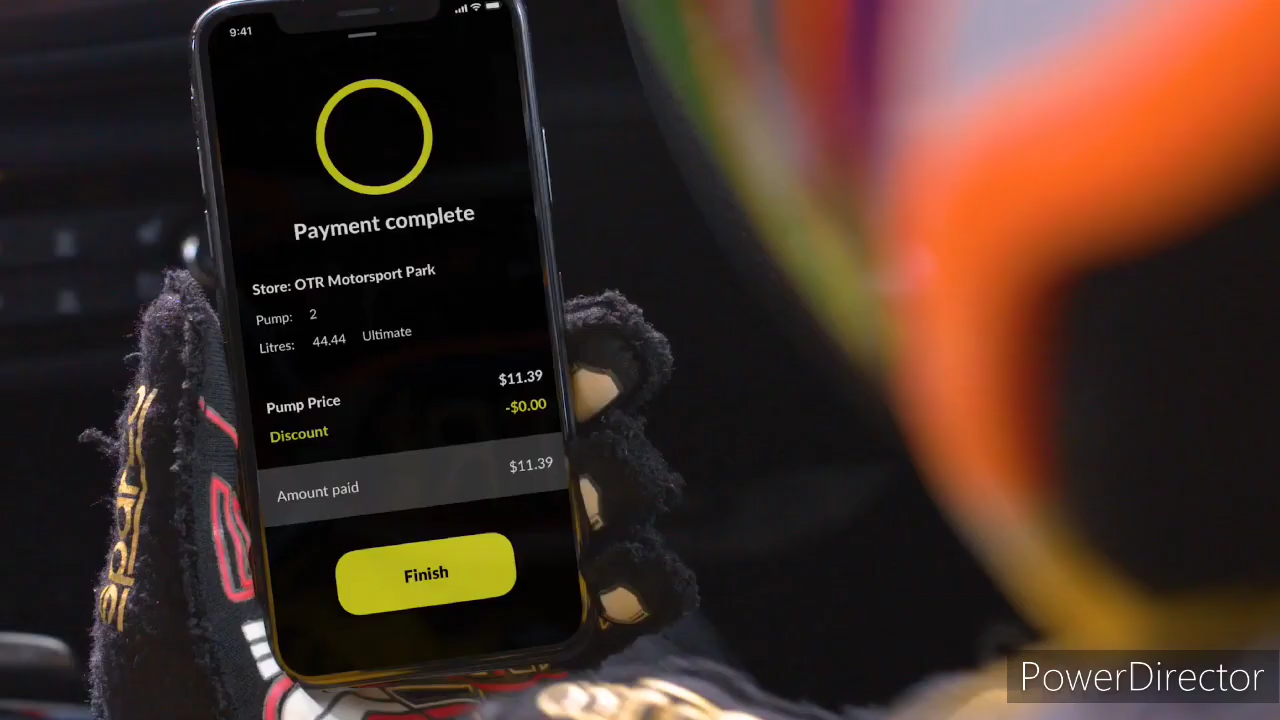 9:41
Payment complete
Store: OTR Motorsport Park
Pump: 2
Litres: 44.44 Ultimate
Pump Price $11.39
Discount -$0.00
Amount paid $11.39
Finish
PowerDirector